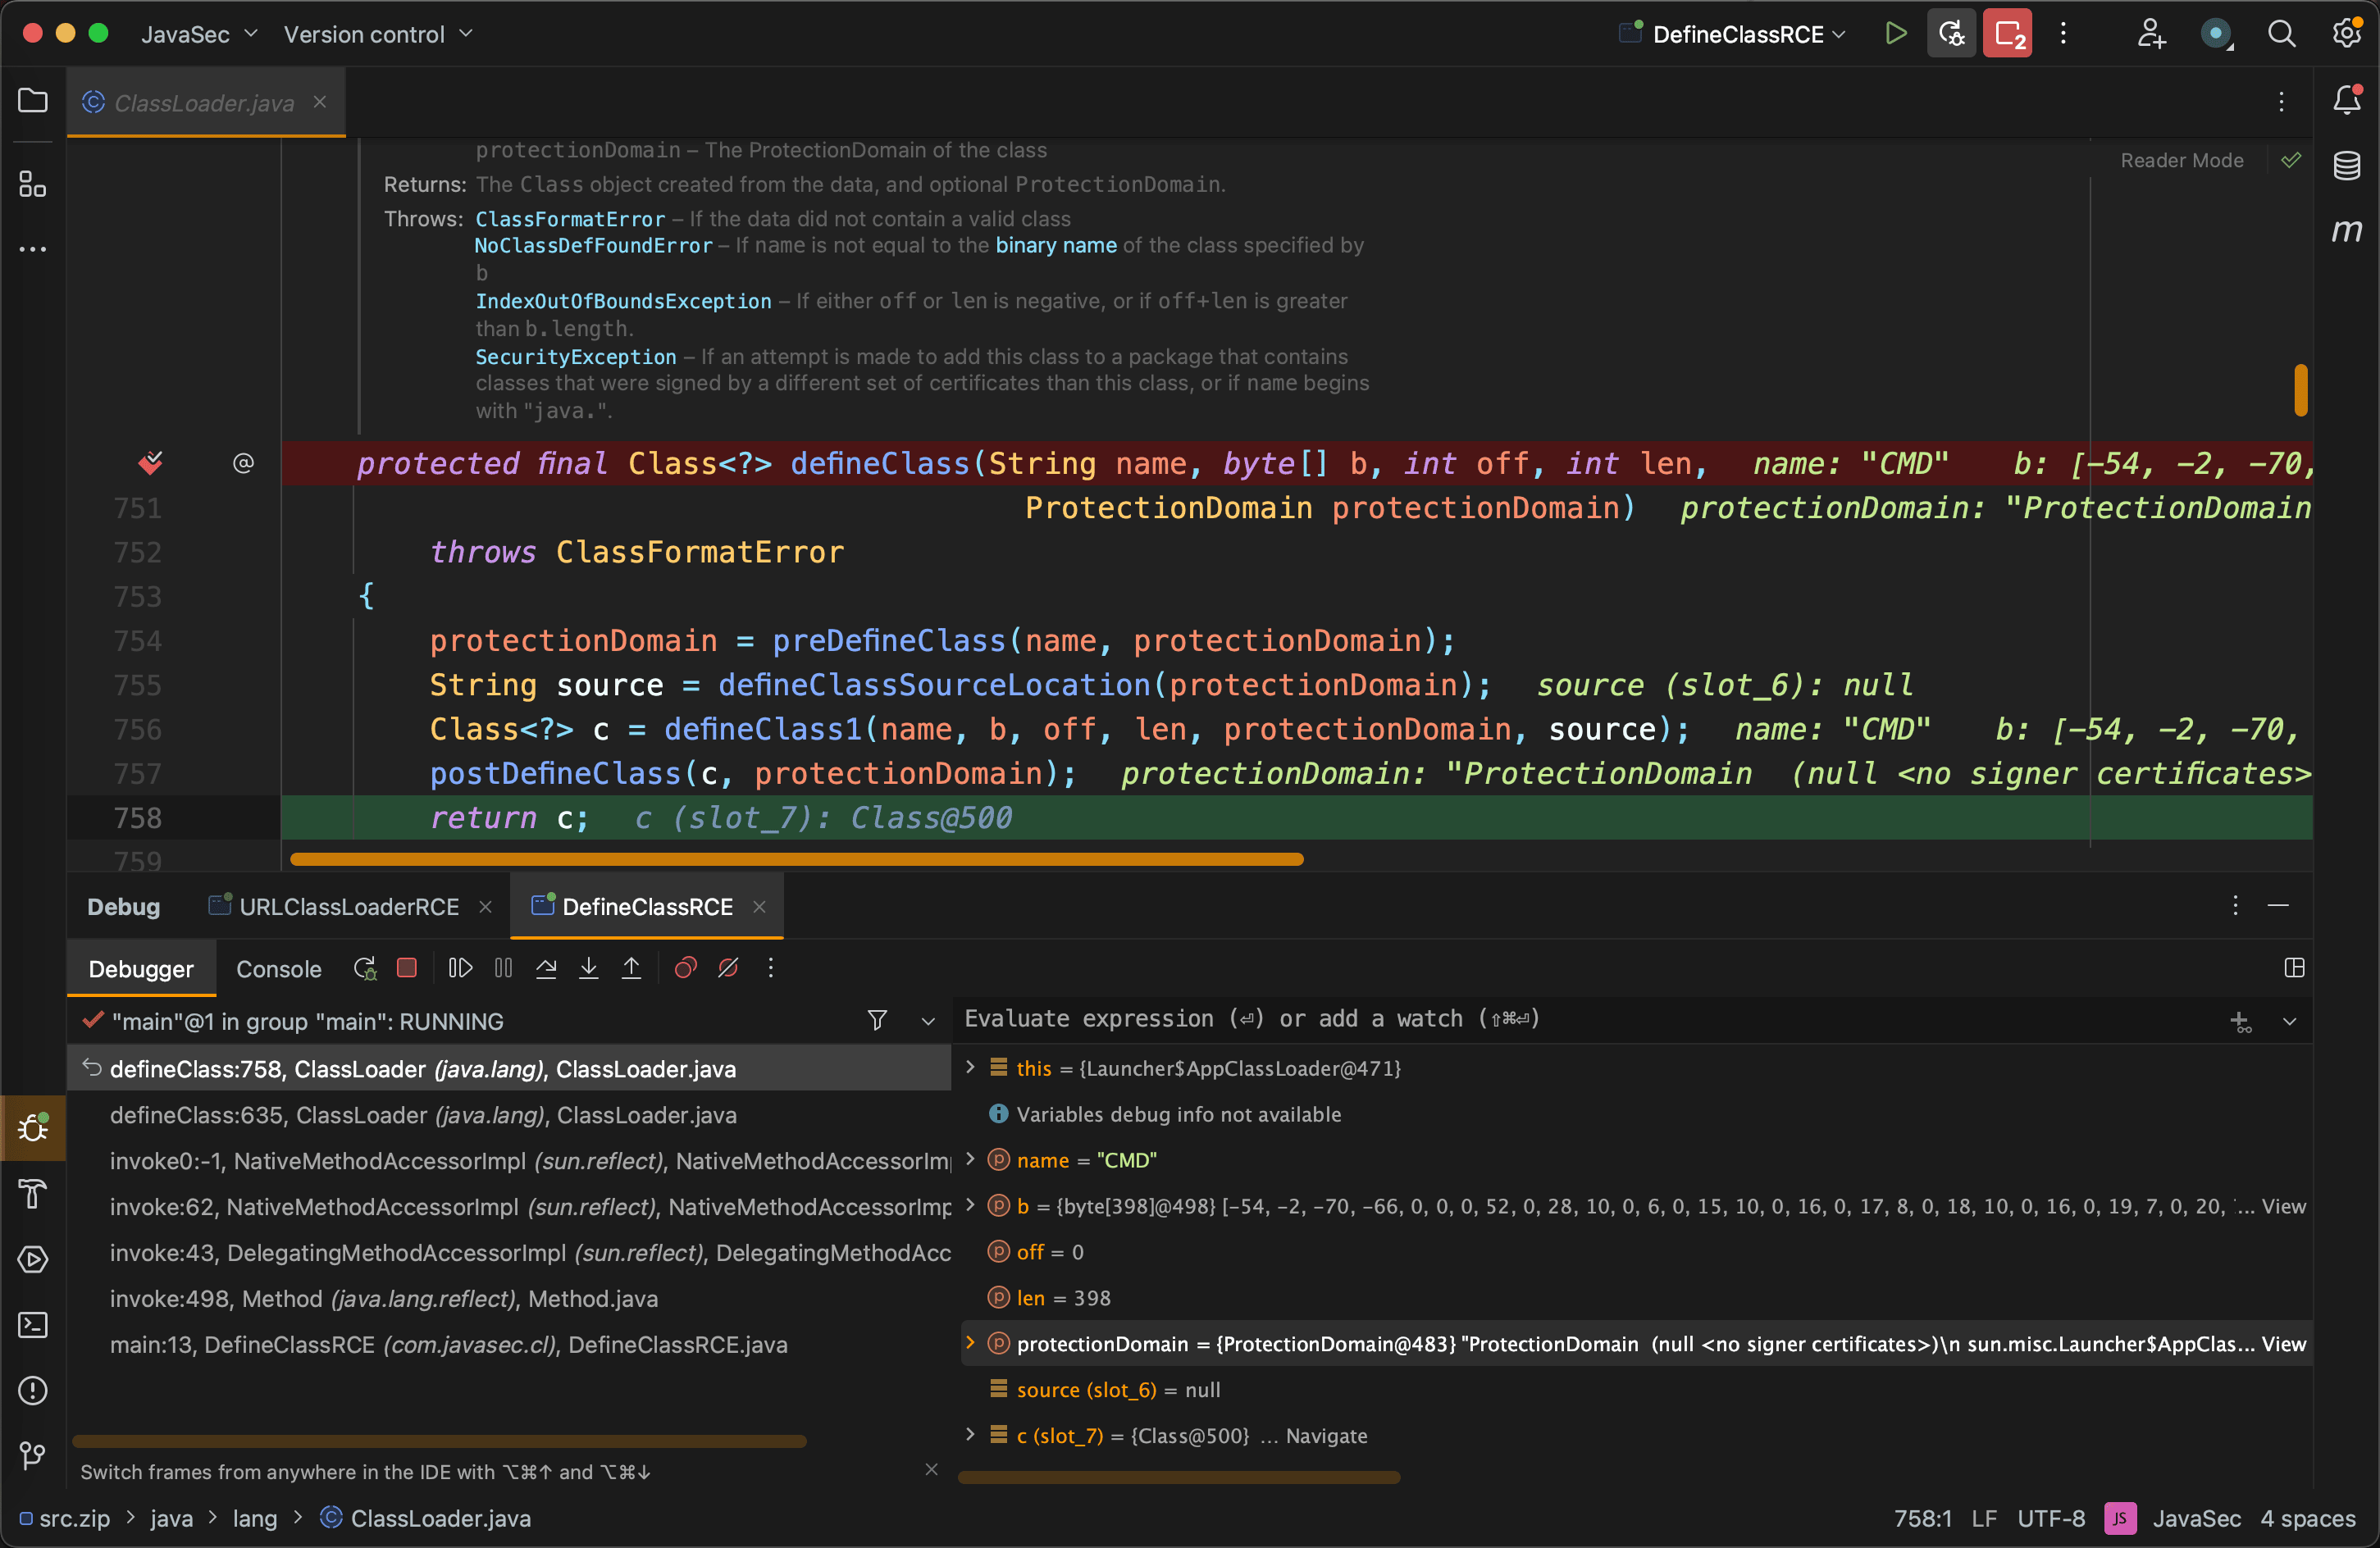 JavaSec
Version control
DefineClassRCE
2
ClassLoader.java
Reader Mode
protectionDomain – The ProtectionDomain of the class
Returns: The Class object created from the data, and optional ProtectionDomain.
Throws: ClassFormatError – If the data did not contain a valid class
NoClassDefFoundError – If name is not equal to the binary name of the class specified by
b
IndexOutOfBoundsException – If either off or len is negative, or if off+len is greater
than b.length.
SecurityException – If an attempt is made to add this class to a package that contains
classes that were signed by a different set of certificates than this class, or if name begins
with "java.".
@ protected final Class<?> defineClass(String name, byte[] b, int off, int len, name: "CMD" b: [-54, -2, -70,
751 ProtectionDomain protectionDomain) protectionDomain: "ProtectionDomain
752 throws ClassFormatError
753 {
754 protectionDomain = preDefineClass(name, protectionDomain);
755 String source = defineClassSourceLocation(protectionDomain); source (slot_6): null
756 Class<?> c = defineClass1(name, b, off, len, protectionDomain, source); name: "CMD" b: [-54, -2, -70,
757 postDefineClass(c, protectionDomain); protectionDomain: "ProtectionDomain (null <no signer certificates>
758 return c; c (slot_7): Class@500
759
Debug
URLClassLoaderRCE
DefineClassRCE
Debugger
Console
"main"@1 in group "main": RUNNING
defineClass:758, ClassLoader (java.lang), ClassLoader.java
defineClass:635, ClassLoader (java.lang), ClassLoader.java
invoke0:-1, NativeMethodAccessorImpl (sun.reflect), NativeMethodAccessorImp
invoke:62, NativeMethodAccessorImpl (sun.reflect), NativeMethodAccessorImp
invoke:43, DelegatingMethodAccessorImpl (sun.reflect), DelegatingMethodAcc
invoke:498, Method (java.lang.reflect), Method.java
main:13, DefineClassRCE (com.javasec.cl), DefineClassRCE.java
Switch frames from anywhere in the IDE with ⌥⌘↑ and ⌥⌘↓
Evaluate expression (⏎) or add a watch (⇧⌘⏎)
this = {Launcher$AppClassLoader@471}
Variables debug info not available
name = "CMD"
b = {byte[398]@498} [-54, -2, -70, -66, 0, 0, 0, 52, 0, 28, 10, 0, 6, 0, 15, 10, 0, 16, 0, 17, 8, 0, 18, 10, 0, 16, 0, 19, 7, 0, 20, ... View
off = 0
len = 398
protectionDomain = {ProtectionDomain@483} "ProtectionDomain (null <no signer certificates>)\n sun.misc.Launcher$AppClas... View
source (slot_6) = null
c (slot_7) = {Class@500} ... Navigate
src.zip > java > lang > ClassLoader.java
758:1 LF UTF-8 JS JavaSec 4 spaces